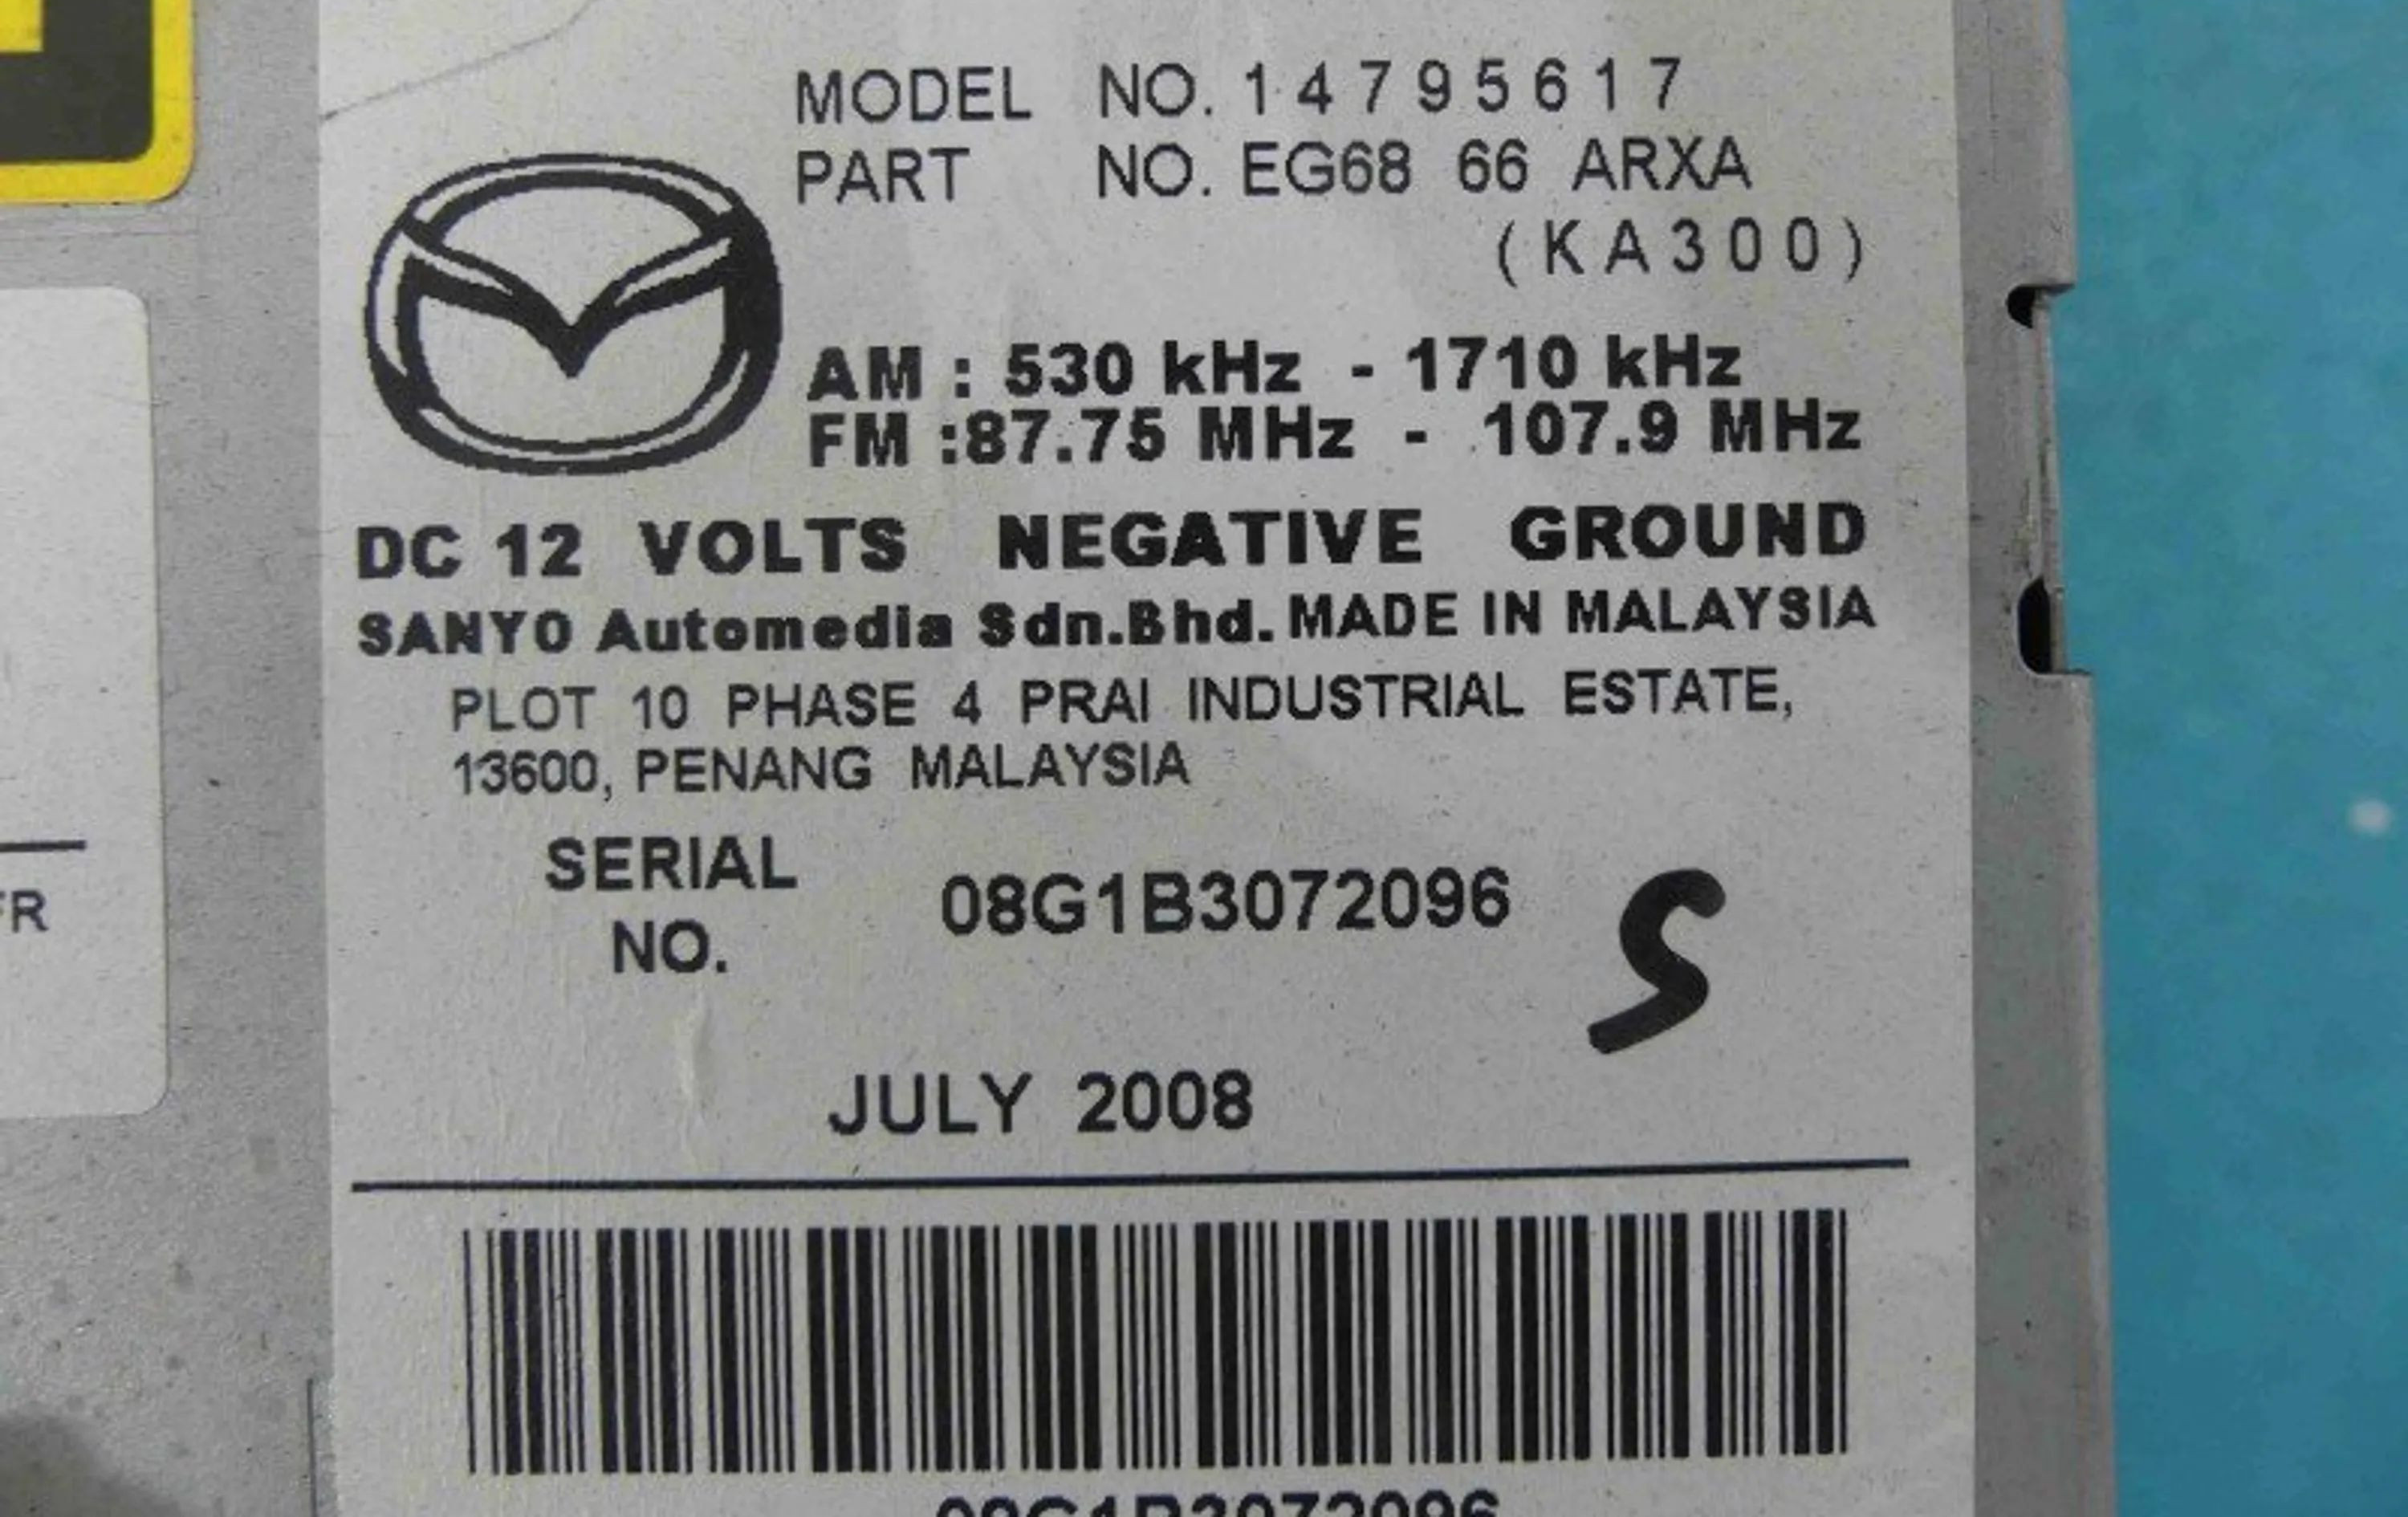 MODEL NO. 14795617
PART NO. EG68 66 ARXA
(KA300)
AM : 530 kHz - 1710 kHz
FM :87.75 MHz - 107.9 MHz
DC 12 VOLTS NEGATIVE GROUND
SANYO Automedia Sdn.Bhd. MADE IN MALAYSIA
PLOT 10 PHASE 4 PRAI INDUSTRIAL ESTATE,
13600, PENANG MALAYSIA
SERIAL
NO.
08G1B3072096
S
JULY 2008
08G1B3072096